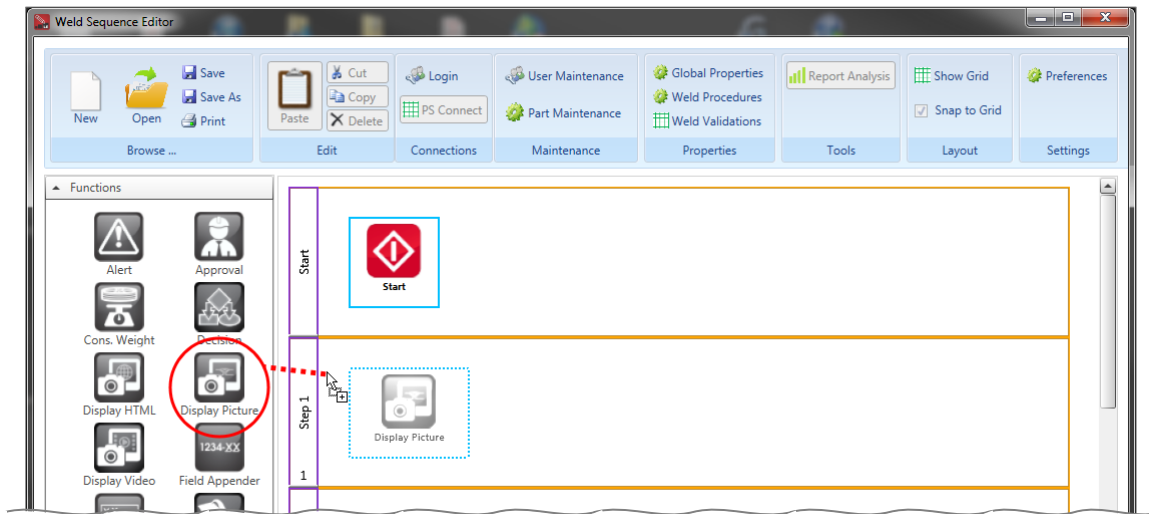 Weld Sequence Editor
New
Open
Save
Save As
Print
Browse ...
Paste
Cut
Copy
Delete
Edit
Login
PS Connect
Connections
User Maintenance
Part Maintenance
Maintenance
Global Properties
Weld Procedures
Weld Validations
Properties
Report Analysis
Tools
Show Grid
Snap to Grid
Layout
Preferences
Settings
Functions
Alert
Approval
Cons. Weight
Decision
Display HTML
Display Picture
Display Video
1234-XX
Field Appender
Start
Start
Step 1
1
Display Picture